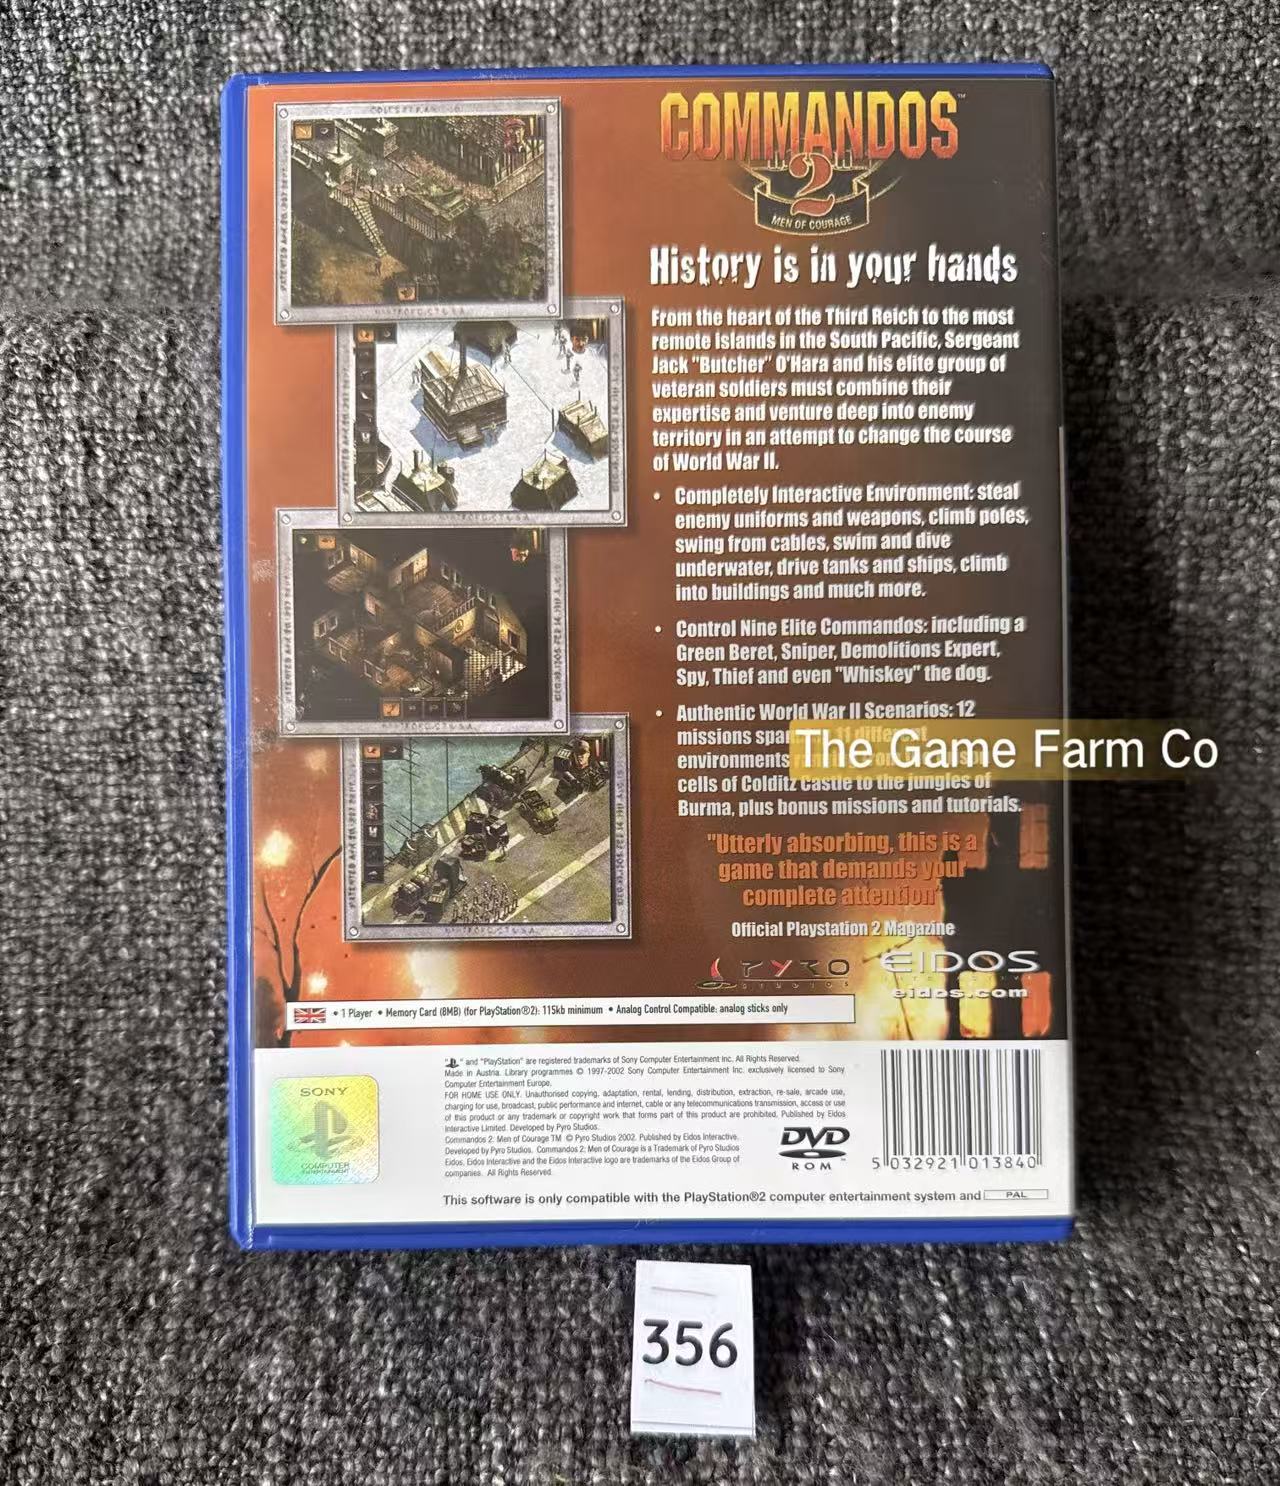 COMMANDOS™
2
MEN OF COURAGE
History is in your hands
From the heart of the Third Reich to the most
remote islands in the South Pacific, Sergeant
Jack "Butcher" O'Hara and his elite group of
veteran soldiers must combine their
expertise and venture deep into enemy
territory in an attempt to change the course
of World War II.
• Completely Interactive Environment: steal
enemy uniforms and weapons, climb poles,
swing from cables, swim and dive
underwater, drive tanks and ships, climb
into buildings and much more.
• Control Nine Elite Commandos: including a
Green Beret, Sniper, Demolitions Expert,
Spy, Thief and even "Whiskey" the dog.
• Authentic World War II Scenarios: 12
missions 11 different
environments
The Game Farm Co
cells of Colditz Castle to the jungles of
Burma, plus bonus missions and tutorials.
"Utterly absorbing, this is a
game that demands your
complete attention"
Official Playstation 2 Magazine
PYRO
STUDIOS
EIDOS
eidos.com
• 1 Player • Memory Card (8MB) (for PlayStation®2): 115kb minimum • Analog Control Compatible: analog sticks only
SONY
COMPUTER
ENTERTAINMENT
" " and "PlayStation" are registered trademarks of Sony Computer Entertainment Inc. All Rights Reserved.
Made in Austria. Library programmes © 1997-2002 Sony Computer Entertainment Inc. exclusively licensed to Sony
Computer Entertainment Europe.
FOR HOME USE ONLY. Unauthorised copying, adaptation, rental, lending, distribution, extraction, re-sale, arcade use,
charging for use, broadcast, public performance and internet, cable or any telecommunications transmission, access or use
of this product or any trademark or copyright work that forms part of this product are prohibited. Published by Eidos
Interactive Limited. Developed by Pyro Studios.
Commandos 2: Men of Courage TM © Pyro Studios 2002. Published by Eidos Interactive.
Developed by Pyro Studios. Commandos 2: Men of Courage is a Trademark of Pyro Studios
Eidos, Eidos Interactive and the Eidos Interactive logo are trademarks of the Eidos Group of
companies. All Rights Reserved.
DVD
ROM
5 032921 013840
This software is only compatible with the PlayStation®2 computer entertainment system and PAL
356